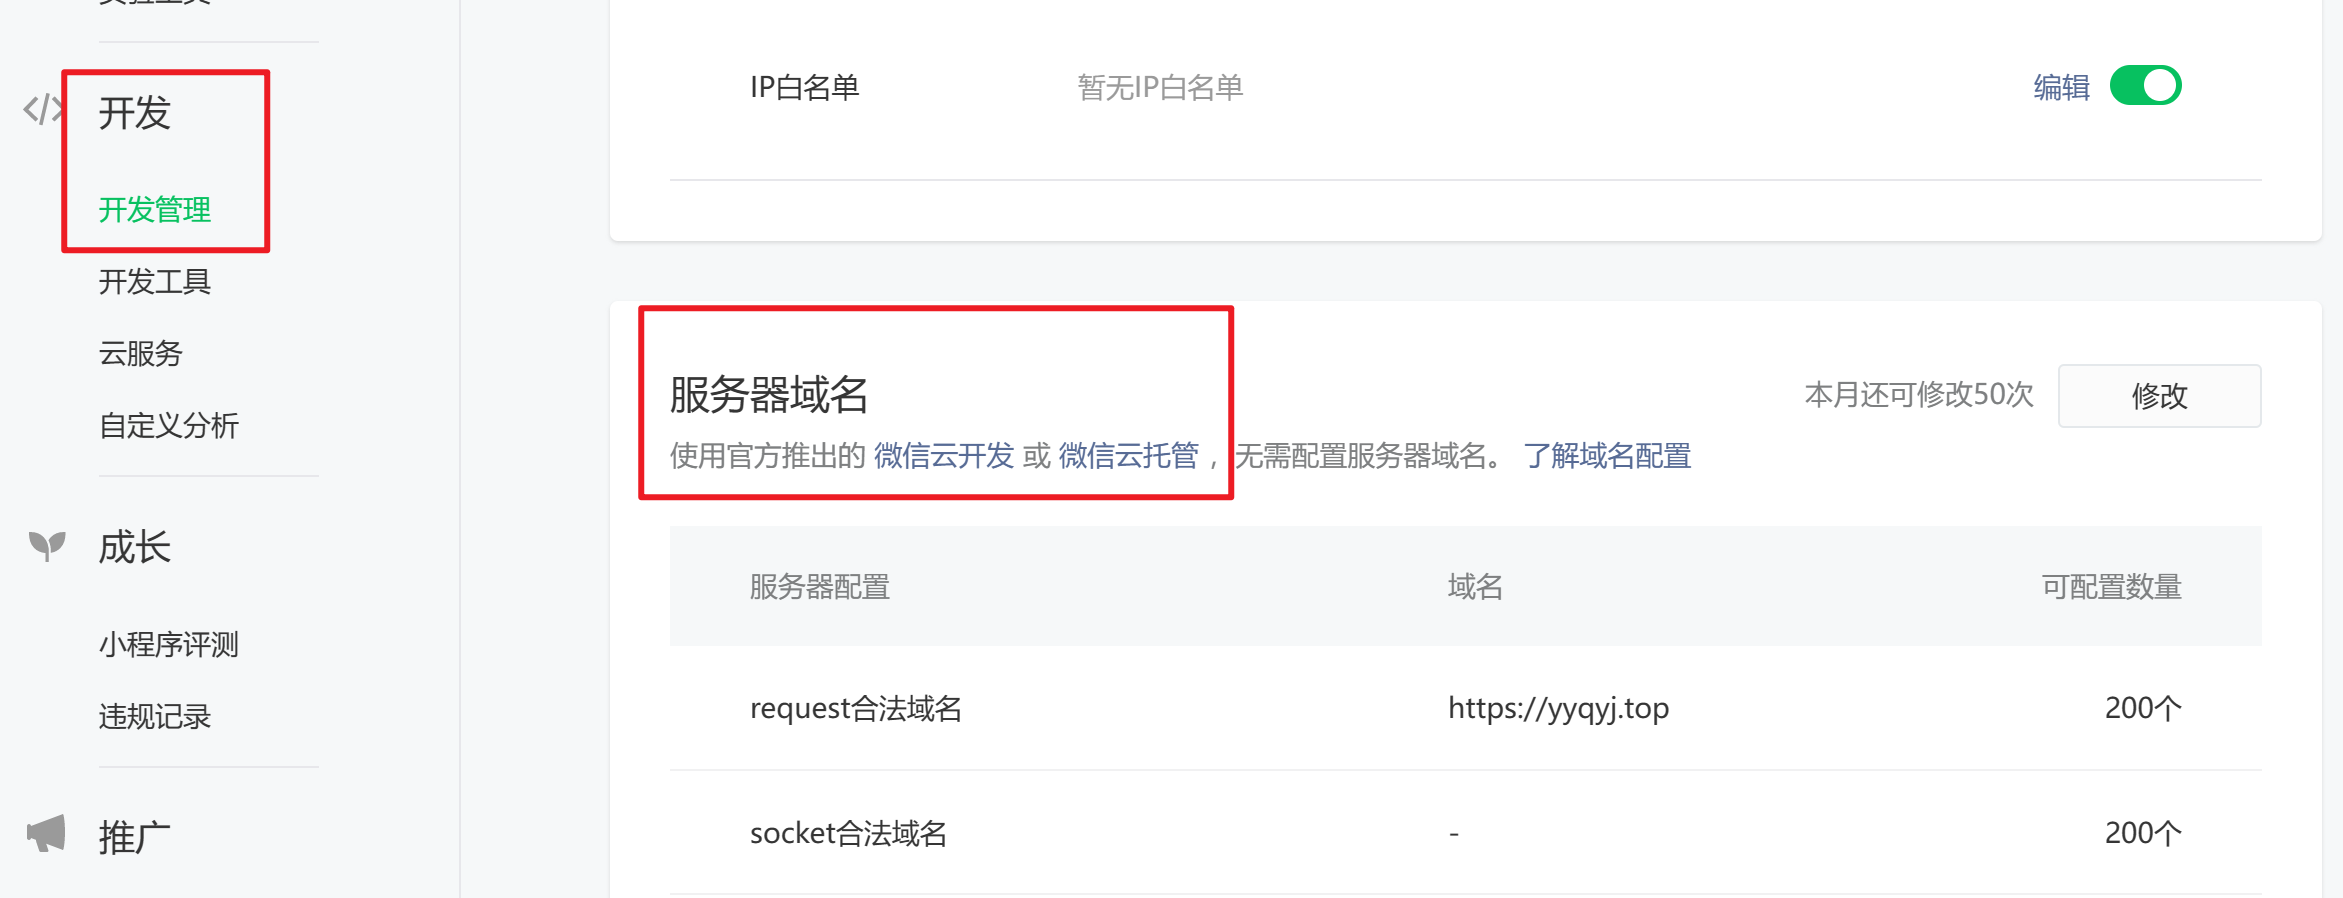 开发
开发管理
开发工具
云服务
自定义分析
成长
小程序评测
违规记录
推广
IP白名单 暂无IP白名单 编辑
服务器域名 本月还可修改50次 修改
使用官方推出的 微信云开发 或 微信云托管 ，无需配置服务器域名。 了解域名配置
服务器配置 域名 可配置数量
request合法域名 https://yyqyj.top 200个
socket合法域名 - 200个